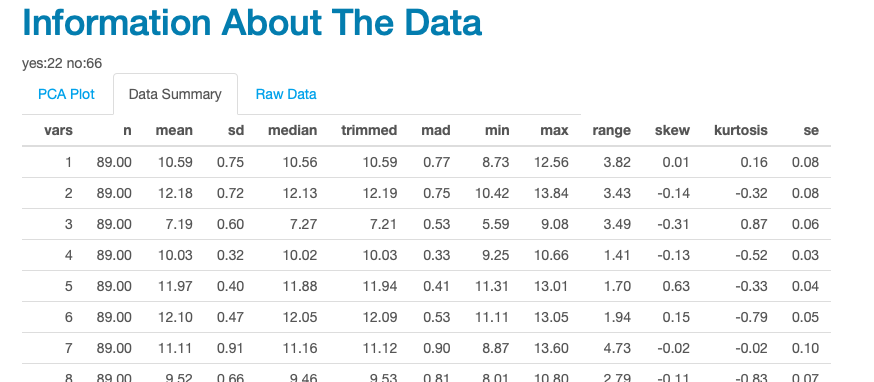 Information About The Data
yes:22 no:66
PCA Plot Data Summary Raw Data
vars n mean sd median trimmed mad min max range skew kurtosis se
1 89.00 10.59 0.75 10.56 10.59 0.77 8.73 12.56 3.82 0.01 0.16 0.08
2 89.00 12.18 0.72 12.13 12.19 0.75 10.42 13.84 3.43 -0.14 -0.32 0.08
3 89.00 7.19 0.60 7.27 7.21 0.53 5.59 9.08 3.49 -0.31 0.87 0.06
4 89.00 10.03 0.32 10.02 10.03 0.33 9.25 10.66 1.41 -0.13 -0.52 0.03
5 89.00 11.97 0.40 11.88 11.94 0.41 11.31 13.01 1.70 0.63 -0.33 0.04
6 89.00 12.10 0.47 12.05 12.09 0.53 11.11 13.05 1.94 0.15 -0.79 0.05
7 89.00 11.11 0.91 11.16 11.12 0.90 8.87 13.60 4.73 -0.02 -0.02 0.10
8 89.00 9.52 0.66 9.46 9.53 0.81 8.01 10.80 2.79 -0.11 -0.83 0.07